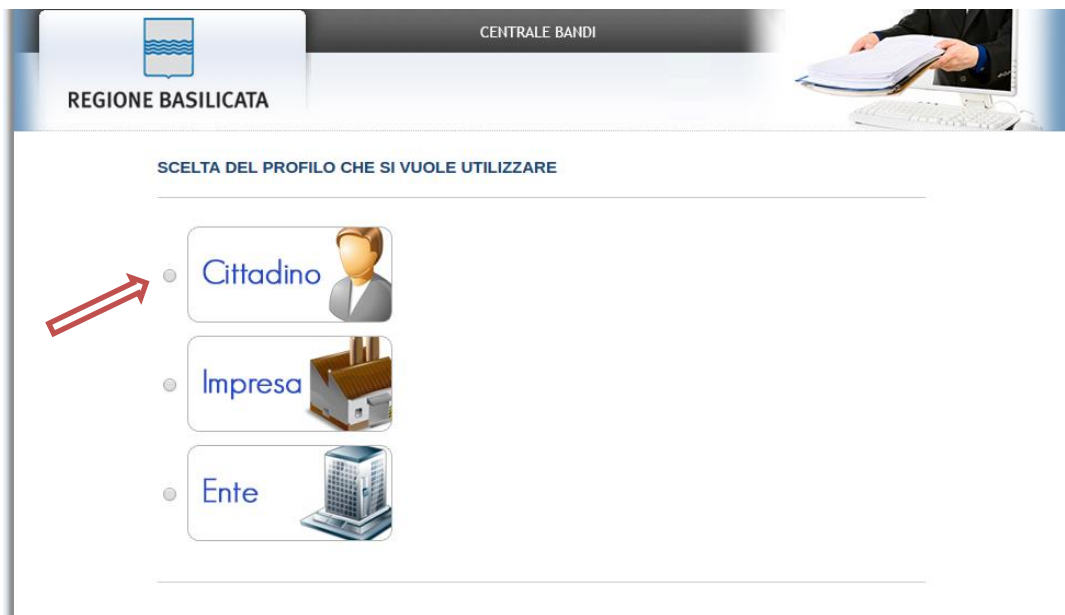 CENTRALE BANDI
REGIONE BASILICATA
SCELTA DEL PROFILO CHE SI VUOLE UTILIZZARE
Cittadino
Impresa
Ente